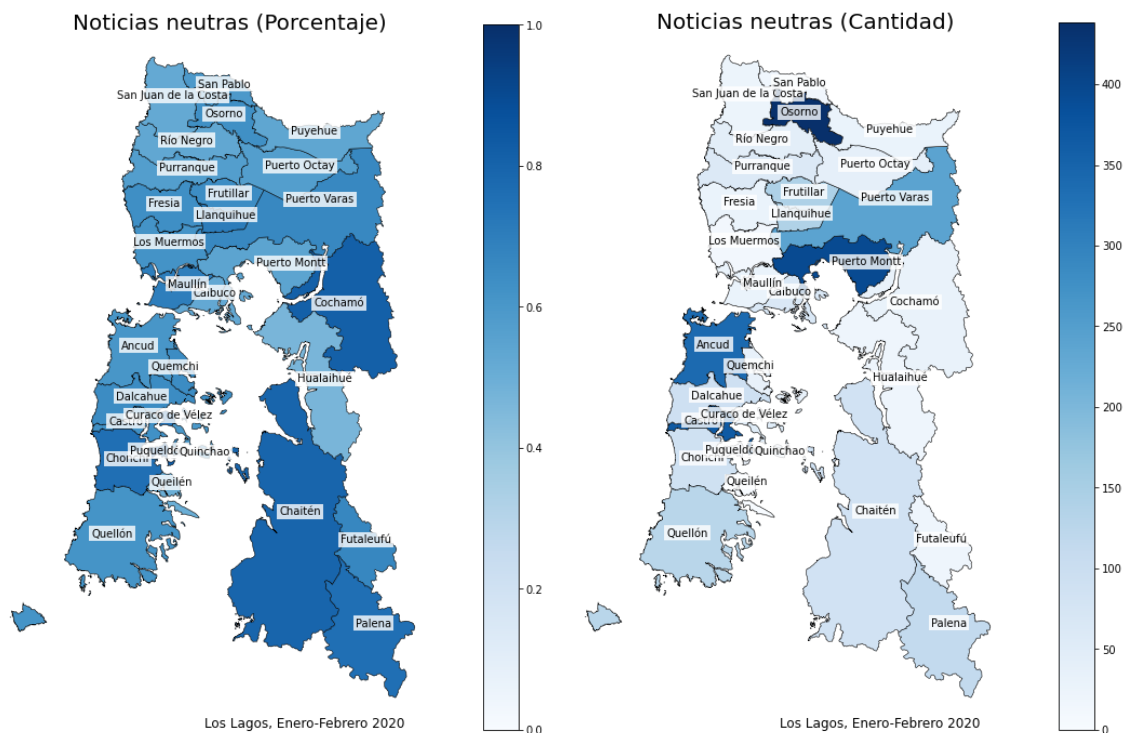 Noticias neutras (Porcentaje)
San Pablo
San Juan de la Costa
Osorno
Puyehue
Río Negro
Purranque
Puerto Octay
Frutillar
Fresia
Puerto Varas
Llanquihue
Los Muermos
Puerto Montt
Maullín
Calbuco
Cochamó
Ancud
Quemchi
Hualaihue
Dalcahue
Curaco de Vélez
Castro
Puqueldón
Quinchao
Chonchi
Queilén
Chaitén
Quellón
Futaleufú
Palena
Los Lagos, Enero-Febrero 2020
1.0
0.8
0.6
0.4
0.2
0.0
Noticias neutras (Cantidad)
San Pablo
San Juan de la Costa
Osorno
Puyehue
Río Negro
Purranque
Puerto Octay
Frutillar
Fresia
Puerto Varas
Llanquihue
Los Muermos
Puerto Montt
Maullín
Calbuco
Cochamó
Ancud
Quemchi
Hualaihue
Dalcahue
Curaco de Vélez
Castro
Puqueldón
Quinchao
Chonchi
Queilén
Chaitén
Quellón
Futaleufú
Palena
Los Lagos, Enero-Febrero 2020
400
350
300
250
200
150
100
50
0